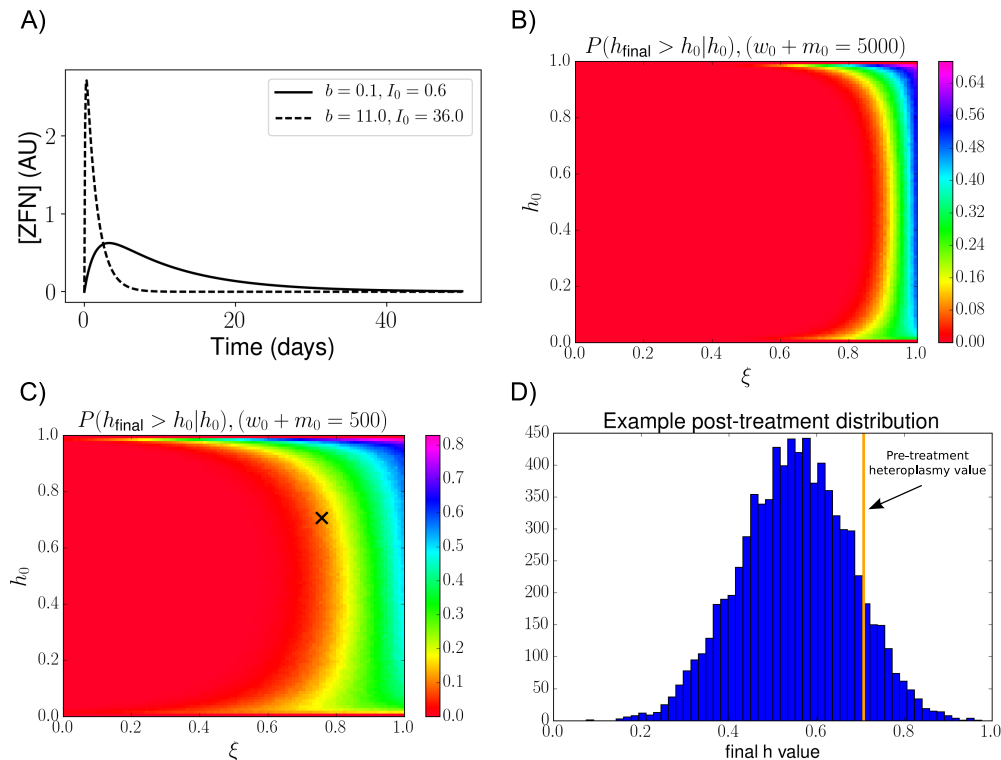 A)
[ZFN] (AU)
2
1
0
b = 0.1, I₀ = 0.6
b = 11.0, I₀ = 36.0
0 20 40
Time (days)
B)
P(h_final > h₀|h₀), (w₀ + m₀ = 5000)
h₀
1.0
0.8
0.6
0.4
0.2
0.0
0.0 0.2 0.4 0.6 0.8 1.0
ξ
0.64
0.56
0.48
0.40
0.32
0.24
0.16
0.08
0.00
C)
P(h_final > h₀|h₀), (w₀ + m₀ = 500)
h₀
1.0
0.8
0.6
0.4
0.2
0.0
0.0 0.2 0.4 0.6 0.8 1.0
ξ
0.8
0.7
0.6
0.5
0.4
0.3
0.2
0.1
0.0
D)
Example post-treatment distribution
450
400
350
300
250
200
150
100
50
0
Pre-treatment
heteroplasmy value
0.0 0.2 0.4 0.6 0.8 1.0
final h value